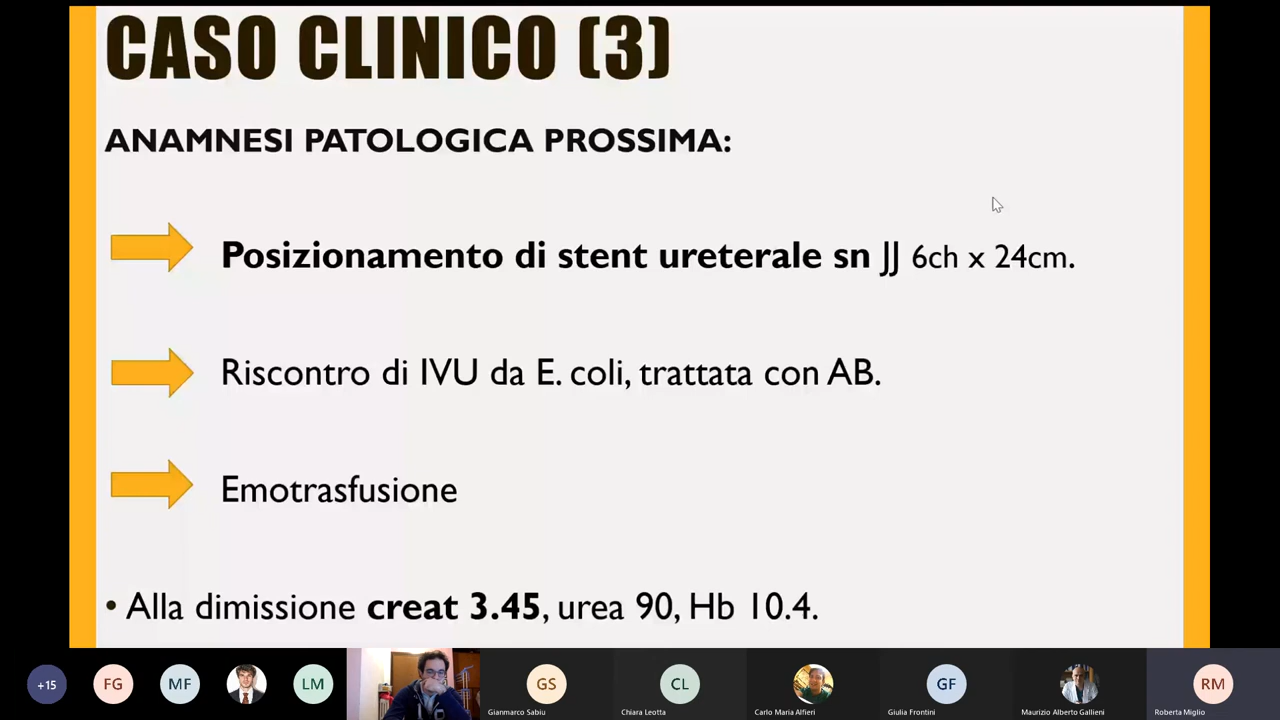 CASO CLINICO (3)
ANAMNESI PATOLOGICA PROSSIMA:
Posizionamento di stent ureterale sn JJ 6ch x 24cm.
Riscontro di IVU da E. coli, trattata con AB.
Emotrasfusione
• Alla dimissione creat 3.45, urea 90, Hb 10.4.
+15 FG MF LM GS CL GF RM
Gianmarco Sabiu Chiara Leotta Carlo Maria Alfieri Giulia Frontini Maurizio Alberto Gallieni Roberta Miglio